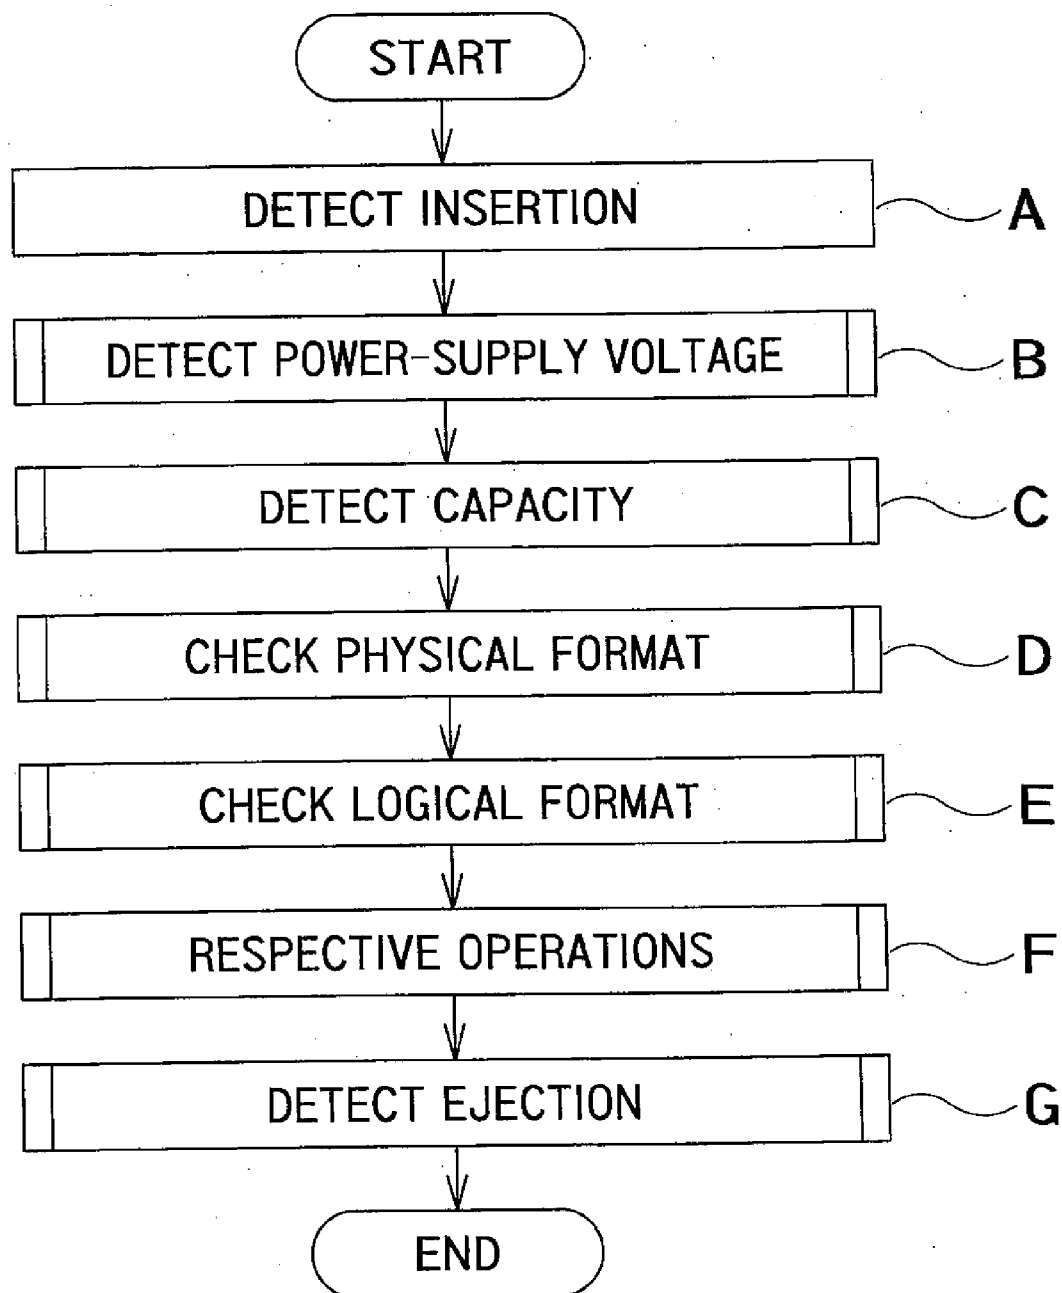 START
DETECT INSERTION
A
DETECT POWER-SUPPLY VOLTAGE
B
DETECT CAPACITY
C
CHECK PHYSICAL FORMAT
D
CHECK LOGICAL FORMAT
E
RESPECTIVE OPERATIONS
F
DETECT EJECTION
G
END